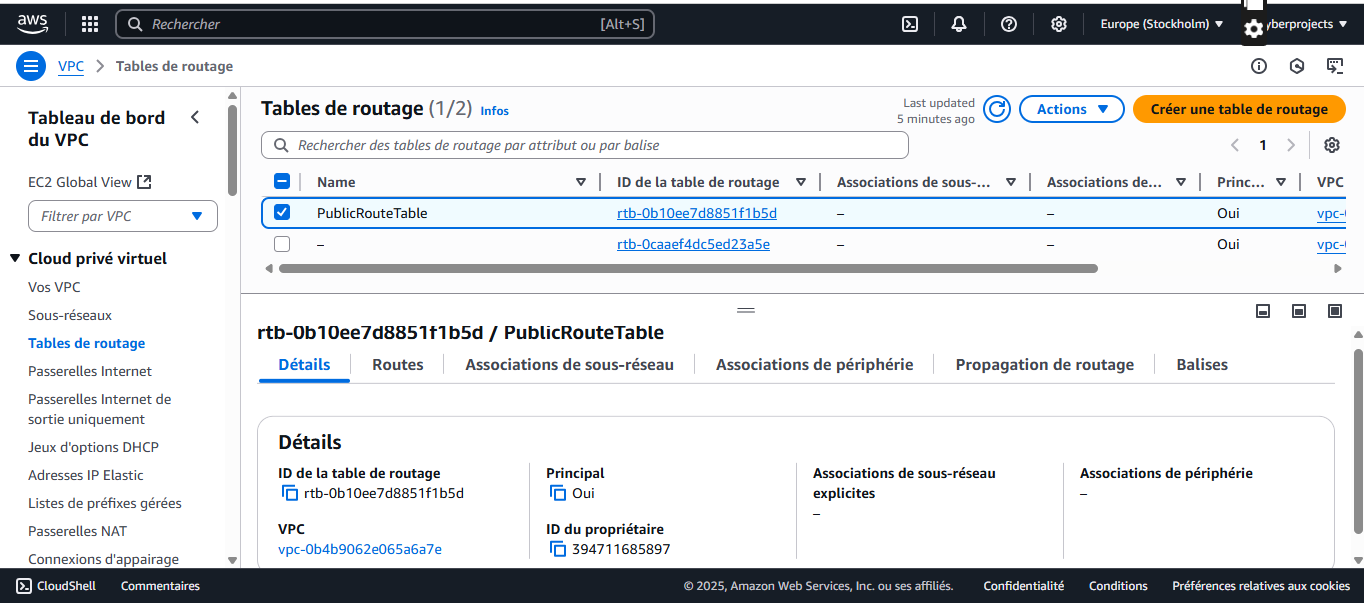 aws
Rechercher [Alt+S]
Europe (Stockholm)
yberprojects
VPC > Tables de routage
Tableau de bord du VPC
EC2 Global View
Filtrer par VPC
Cloud privé virtuel
Vos VPC
Sous-réseaux
Tables de routage
Passerelles Internet
Passerelles Internet de sortie uniquement
Jeux d'options DHCP
Adresses IP Elastic
Listes de préfixes gérées
Passerelles NAT
Connexions d'appairage
Tables de routage (1/2) Infos
Last updated
5 minutes ago
Actions
Créer une table de routage
Rechercher des tables de routage par attribut ou par balise
1
Name ID de la table de routage Associations de sous-... Associations de... Princ... VPC
PublicRouteTable rtb-0b10ee7d8851f1b5d – – Oui vpc-
– rtb-0caaef4dc5ed23a5e – – Oui vpc-
rtb-0b10ee7d8851f1b5d / PublicRouteTable
Détails Routes Associations de sous-réseau Associations de périphérie Propagation de routage Balises
Détails
ID de la table de routage
rtb-0b10ee7d8851f1b5d
Principal
Oui
Associations de sous-réseau explicites
–
Associations de périphérie
–
VPC
vpc-0b4b9062e065a6a7e
ID du propriétaire
394711685897
CloudShell Commentaires © 2025, Amazon Web Services, Inc. ou ses affiliés. Confidentialité Conditions Préférences relatives aux cookies